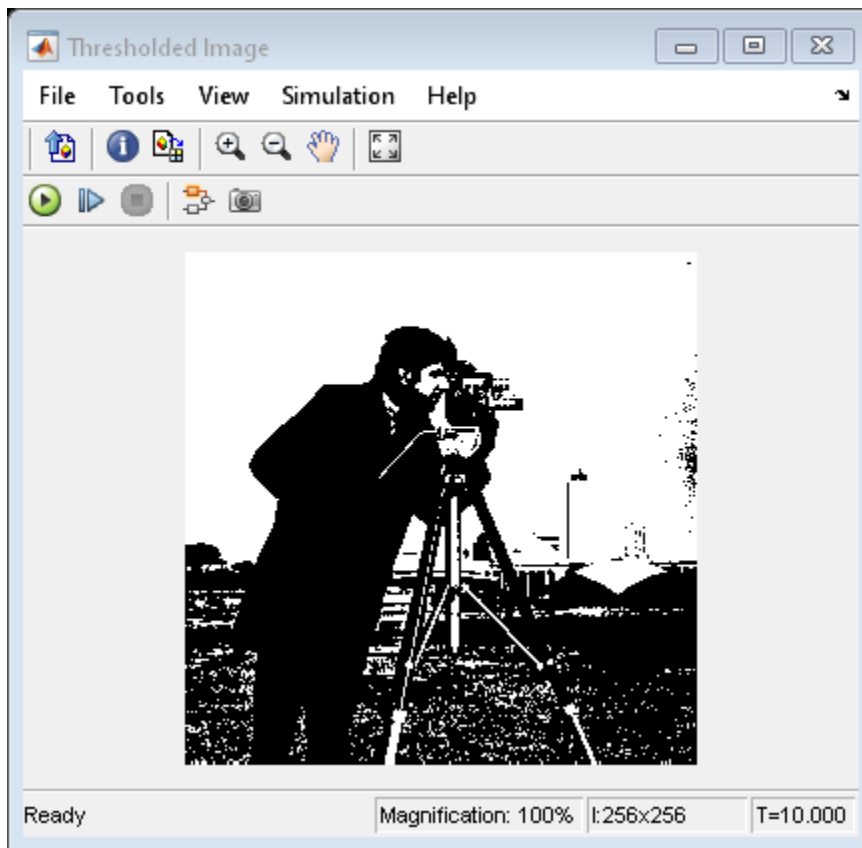 Thresholded Image
File Tools View Simulation Help
Ready Magnification: 100% I:256x256 T=10.000